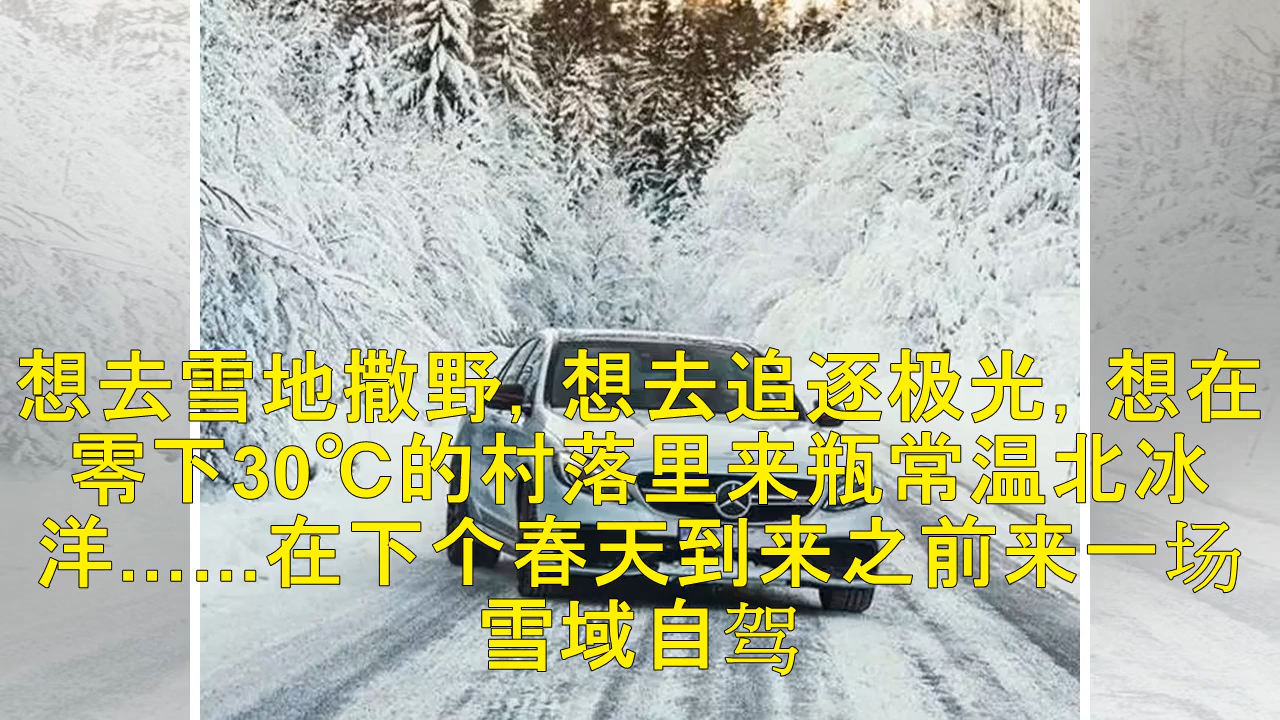 想去雪地撒野, 想去追逐极光, 想在
零下30℃的村落里来瓶常温北冰
洋......在下个春天到来之前来一场
雪域自驾